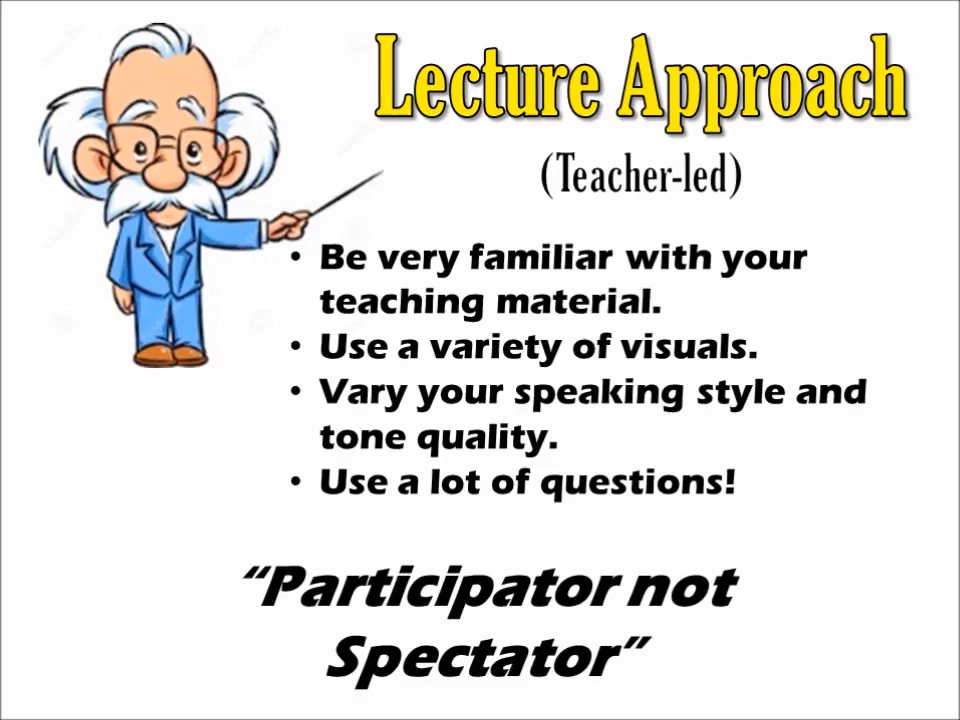 Lecture Approach
(Teacher-led)
• Be very familiar with your
teaching material.
• Use a variety of visuals.
• Vary your speaking style and
tone quality.
• Use a lot of questions!
“Participator not
Spectator”